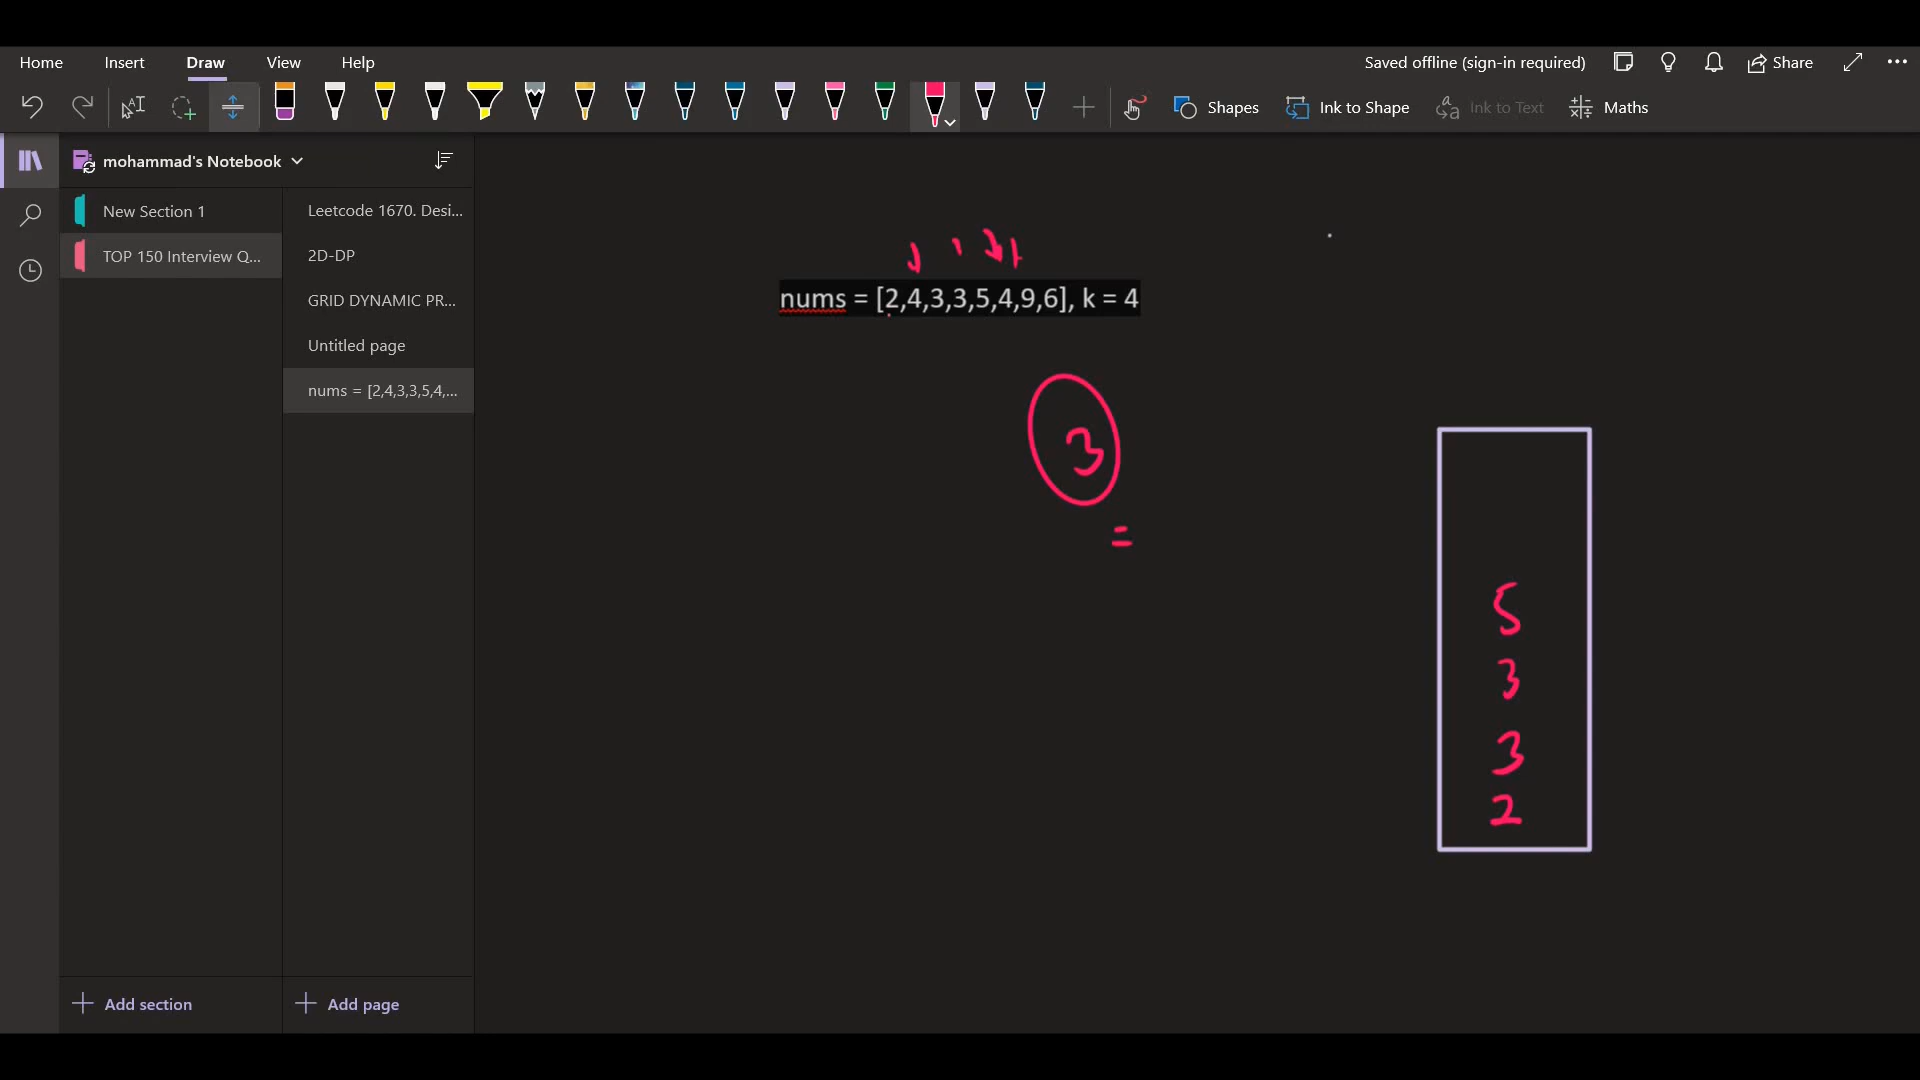 Home Insert Draw View Help
Saved offline (sign-in required) Share
Shapes Ink to Shape Ink to Text Maths
mohammad's Notebook
New Section 1
TOP 150 Interview Q...
Leetcode 1670. Desi...
2D-DP
GRID DYNAMIC PR...
Untitled page
nums = [2,4,3,3,5,4,...
nums = [2,4,3,3,5,4,9,6], k = 4
3
=
5
3
3
2
Add section
Add page